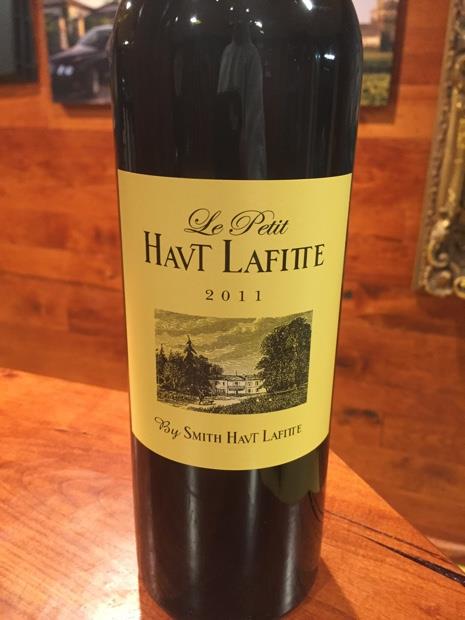 Le Petit
HAVT LAFITTE
2011
By SMITH HAVT LAFITTE